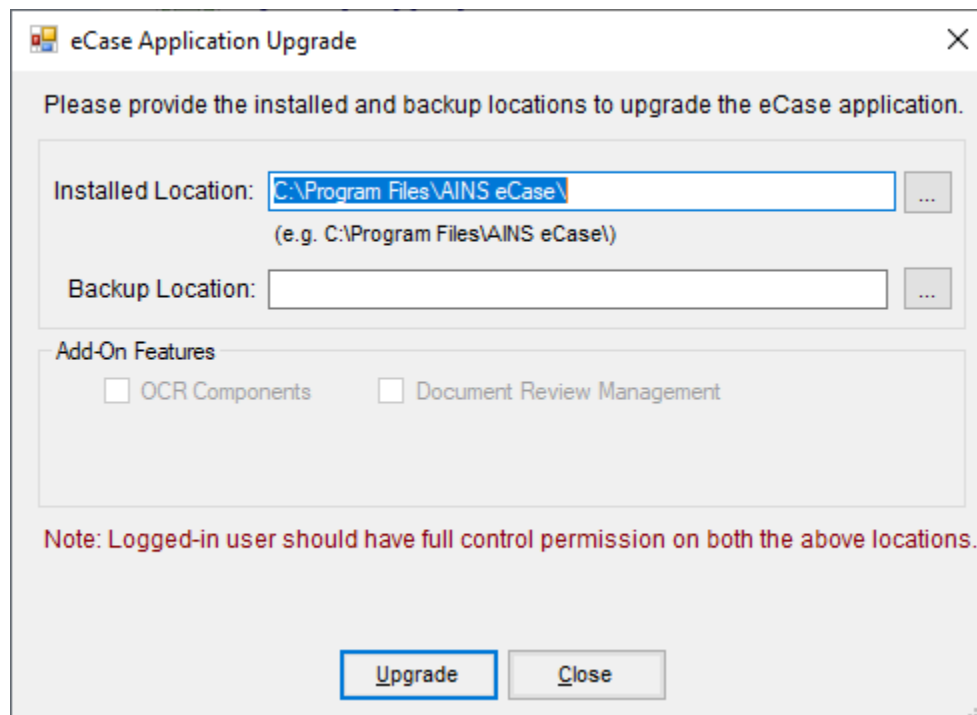 eCase Application Upgrade
Please provide the installed and backup locations to upgrade the eCase application.
Installed Location: C:\Program Files\AINS eCase\ ...
(e.g. C:\Program Files\AINS eCase\)
Backup Location: ...
Add-On Features
OCR Components Document Review Management
Note: Logged-in user should have full control permission on both the above locations.
Upgrade Close